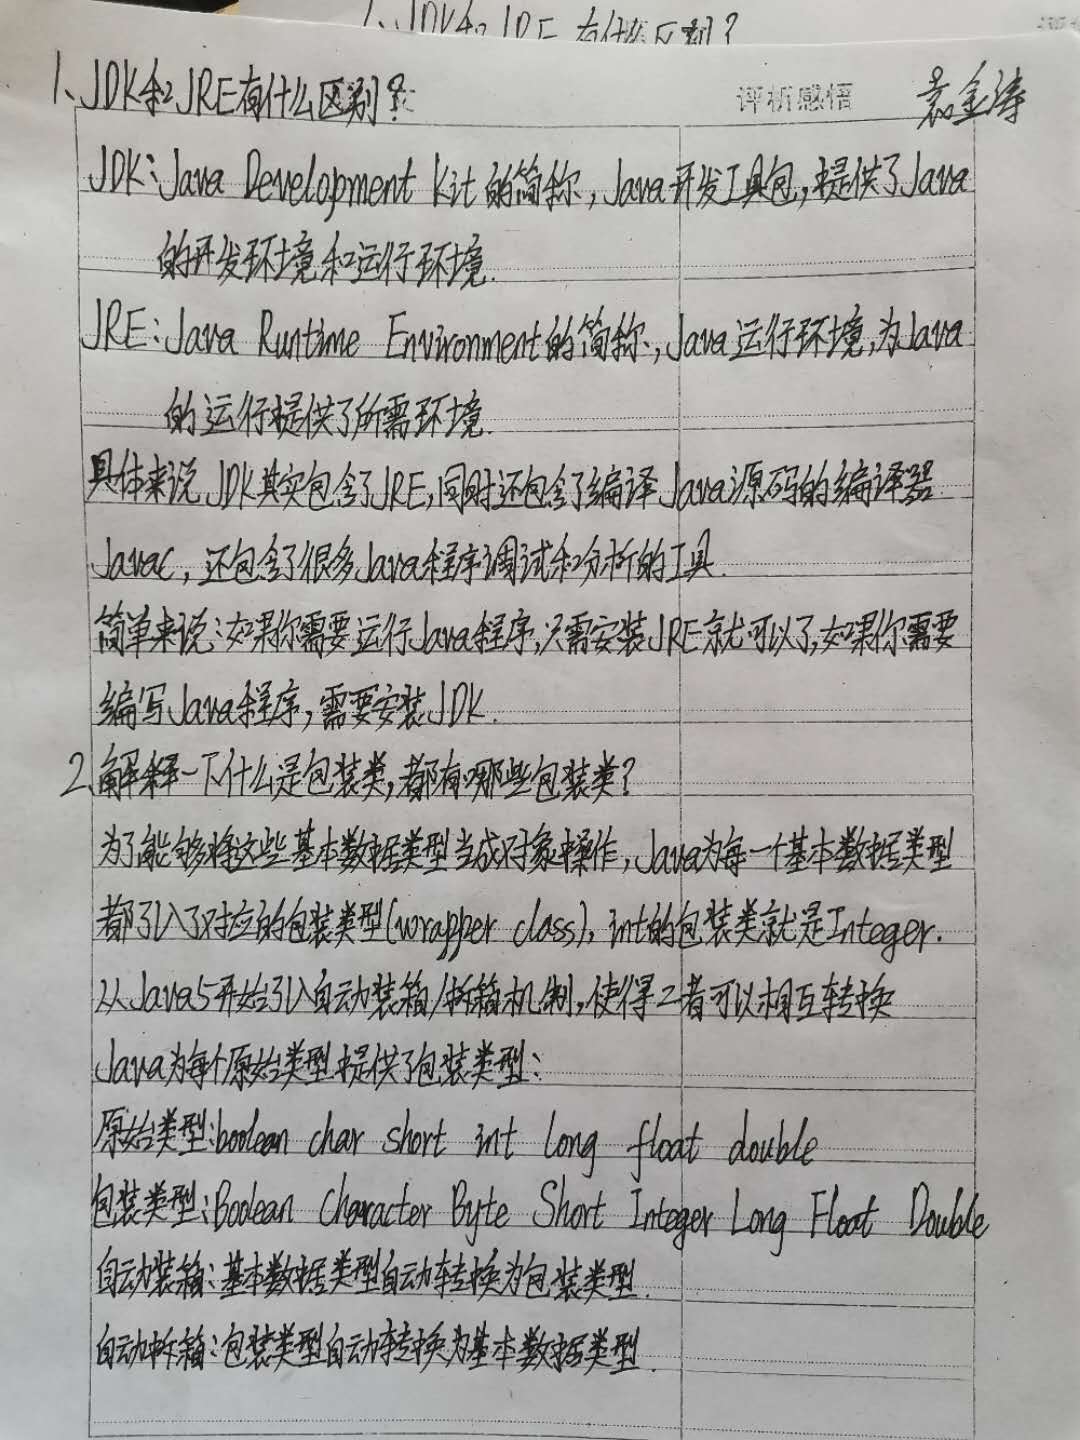 1、JDK和JRE有什么区别?
1、JDK和JRE有什么区别?
评析感悟
袁金涛
JDK:Java Development Kit的简称,Java开发工具包,提供了Java
的开发环境和运行环境.
JRE:Java Runtime Environment的简称,Java运行环境,为Java
的运行提供了所需环境.
具体来说,JDK其实包含了JRE,同时还包含了编译Java源码的编译器
Javac,还包含了很多Java程序调试和分析的工具.
简单来说:如果你需要运行Java程序,只需安装JRE就可以了,如果你需要
编写Java程序,需要安装JDK.
2、解释一下什么是包装类,都有哪些包装类?
为了能够将这些基本数据类型当成对象操作,Java为每一个基本数据类型
都引入了对应的包装类型(wrapper class),int的包装类就是Integer.
从Java5开始引入自动装箱/拆箱机制,使得二者可以相互转换
Java为每个原始类型提供了包装类型:
原始类型:boolean char short int long float double
包装类型:Boolean Character Byte Short Integer Long Float Double
自动装箱:基本数据类型自动转换为包装类型.
自动拆箱:包装类型自动转换为基本数据类型.